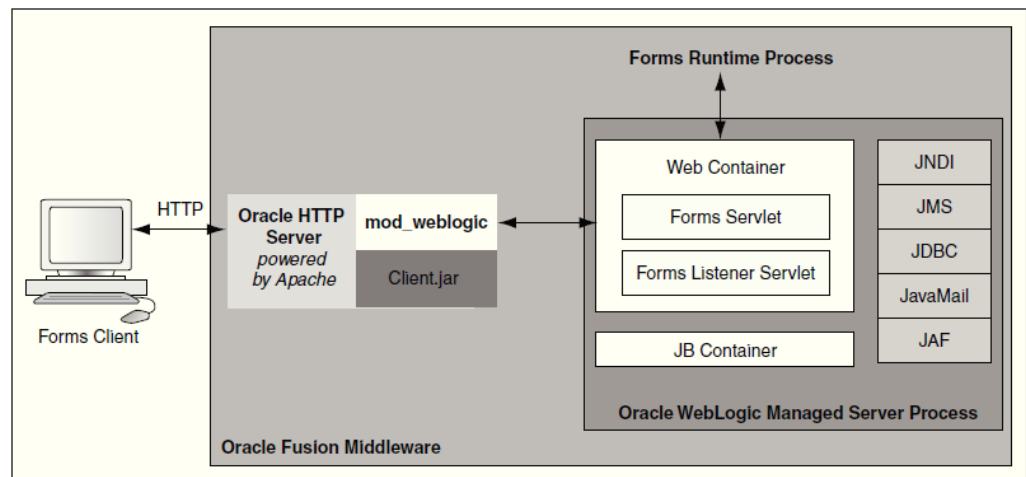 Forms Runtime Process
Web Container
Forms Servlet
Forms Listener Servlet
JB Container
JNDI
JMS
JDBC
JavaMail
JAF
Oracle WebLogic Managed Server Process
HTTP
Oracle HTTP
Server
powered
by Apache
mod_weblogic
Client.jar
Forms Client
Oracle Fusion Middleware